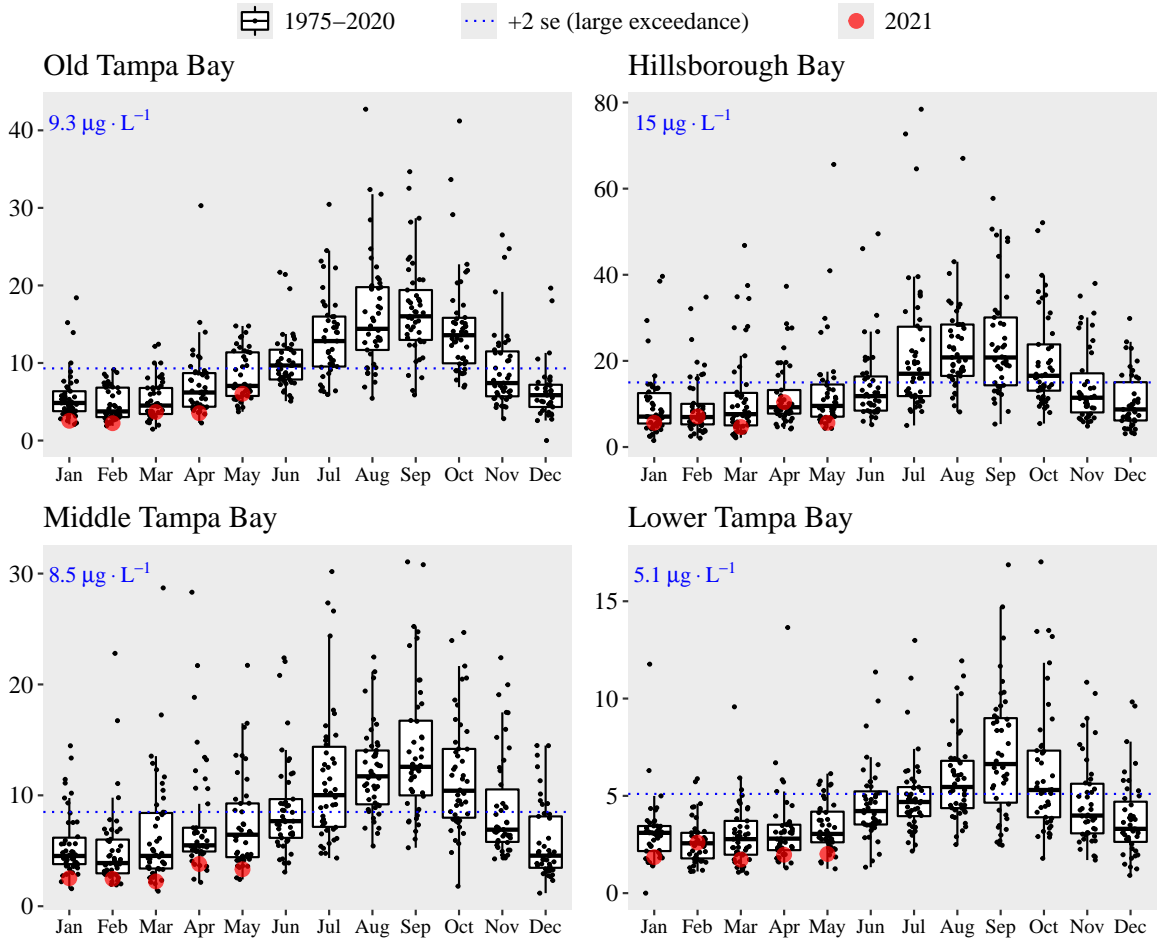 1975−2020 +2 se (large exceedance) 2021
Old Tampa Bay
9.3 μg · L⁻¹
40
30
20
10
0
Jan Feb Mar Apr May Jun Jul Aug Sep Oct Nov Dec
Hillsborough Bay
15 μg · L⁻¹
80
60
40
20
0
Jan Feb Mar Apr May Jun Jul Aug Sep Oct Nov Dec
Middle Tampa Bay
8.5 μg · L⁻¹
30
20
10
0
Jan Feb Mar Apr May Jun Jul Aug Sep Oct Nov Dec
Lower Tampa Bay
5.1 μg · L⁻¹
15
10
5
0
Jan Feb Mar Apr May Jun Jul Aug Sep Oct Nov Dec